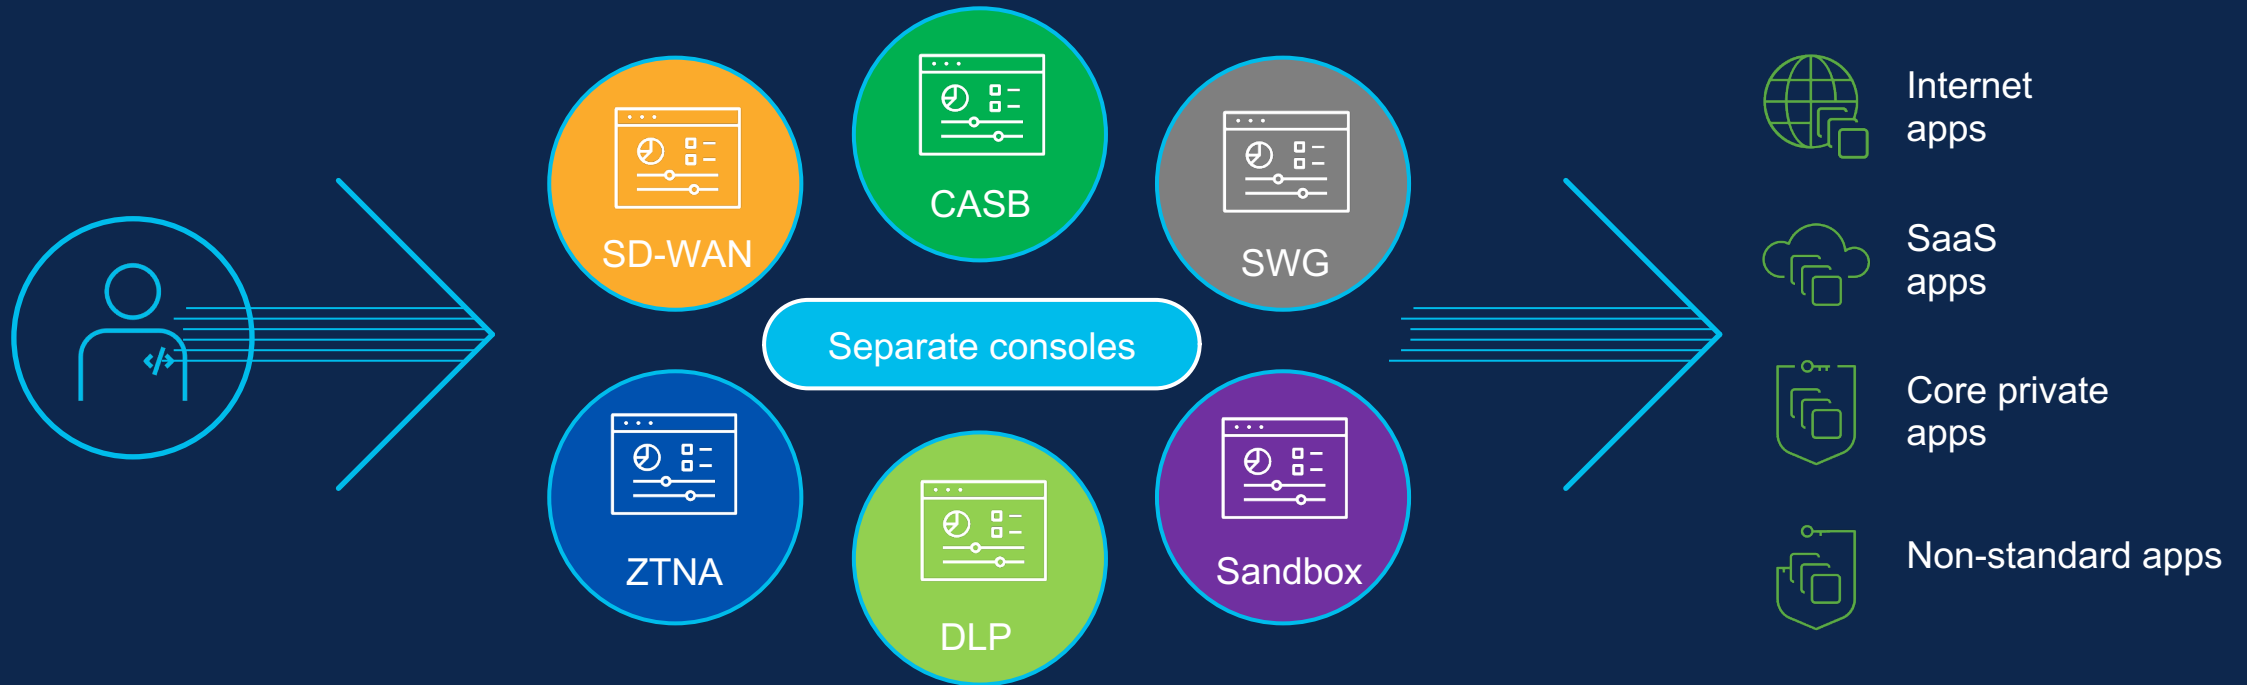 SD-WAN
CASB
SWG
Separate consoles
ZTNA
DLP
Sandbox
Internet
apps
SaaS
apps
Core private
apps
Non-standard apps